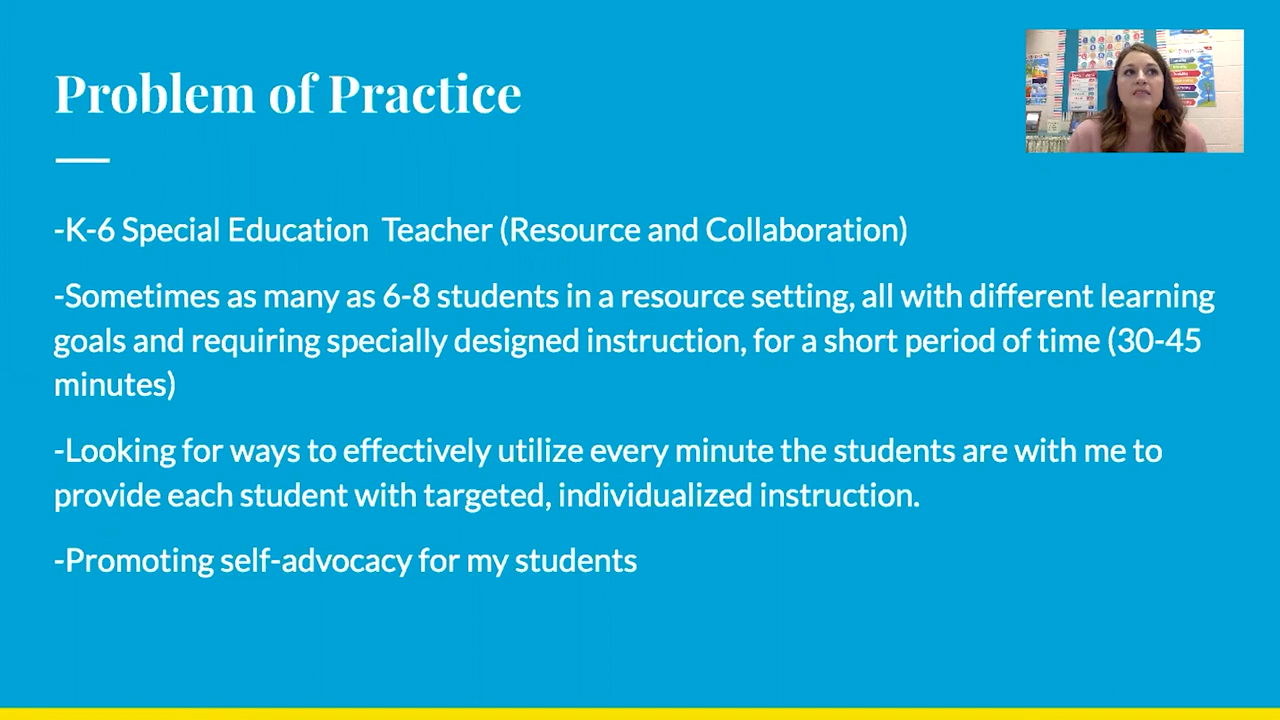 Problem of Practice
-K-6 Special Education  Teacher (Resource and Collaboration)
-Sometimes as many as 6-8 students in a resource setting, all with different learning
goals and requiring specially designed instruction, for a short period of time (30-45
minutes)
-Looking for ways to effectively utilize every minute the students are with me to
provide each student with targeted, individualized instruction.
-Promoting self-advocacy for my students